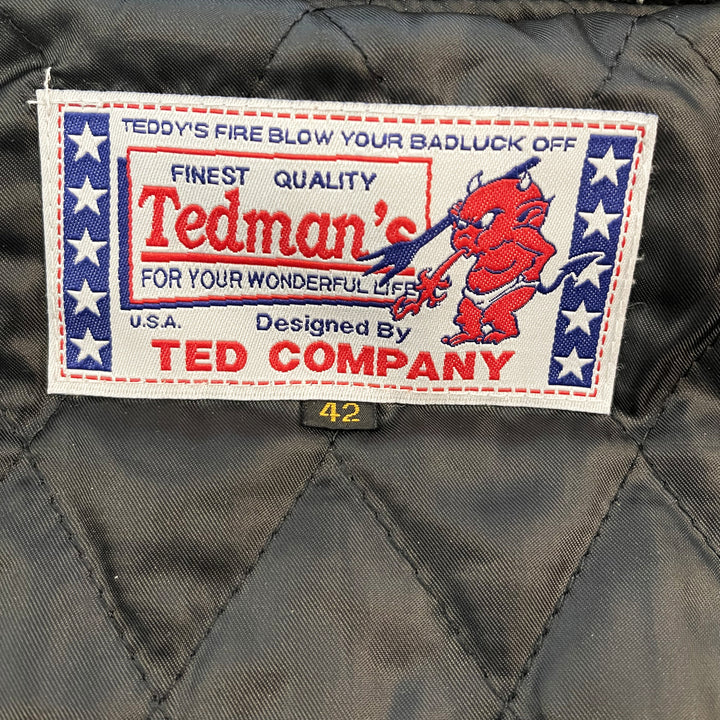 TEDDY'S FIRE BLOW YOUR BADLUCK OFF
FINEST QUALITY
Tedman's
FOR YOUR WONDERFUL LIFE
U.S.A. Designed By
TED COMPANY
42